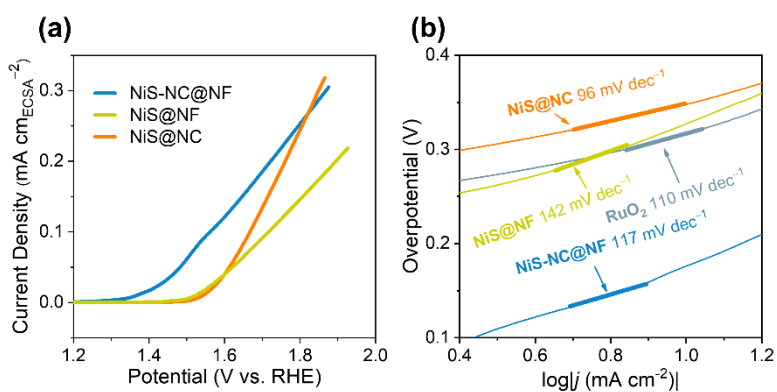 (a)
Current Density (mA cm_ECSA⁻²)
0.3
0.2
0.1
0.0
NiS-NC@NF
NiS@NF
NiS@NC
1.2 1.4 1.6 1.8 2.0
Potential (V vs. RHE)
(b)
Overpotential (V)
0.4
0.3
0.2
0.1
NiS@NC 96 mV dec⁻¹
NiS@NF 142 mV dec⁻¹
RuO₂ 110 mV dec⁻¹
NiS-NC@NF 117 mV dec⁻¹
0.4 0.6 0.8 1.0 1.2
log|j (mA cm⁻²)|